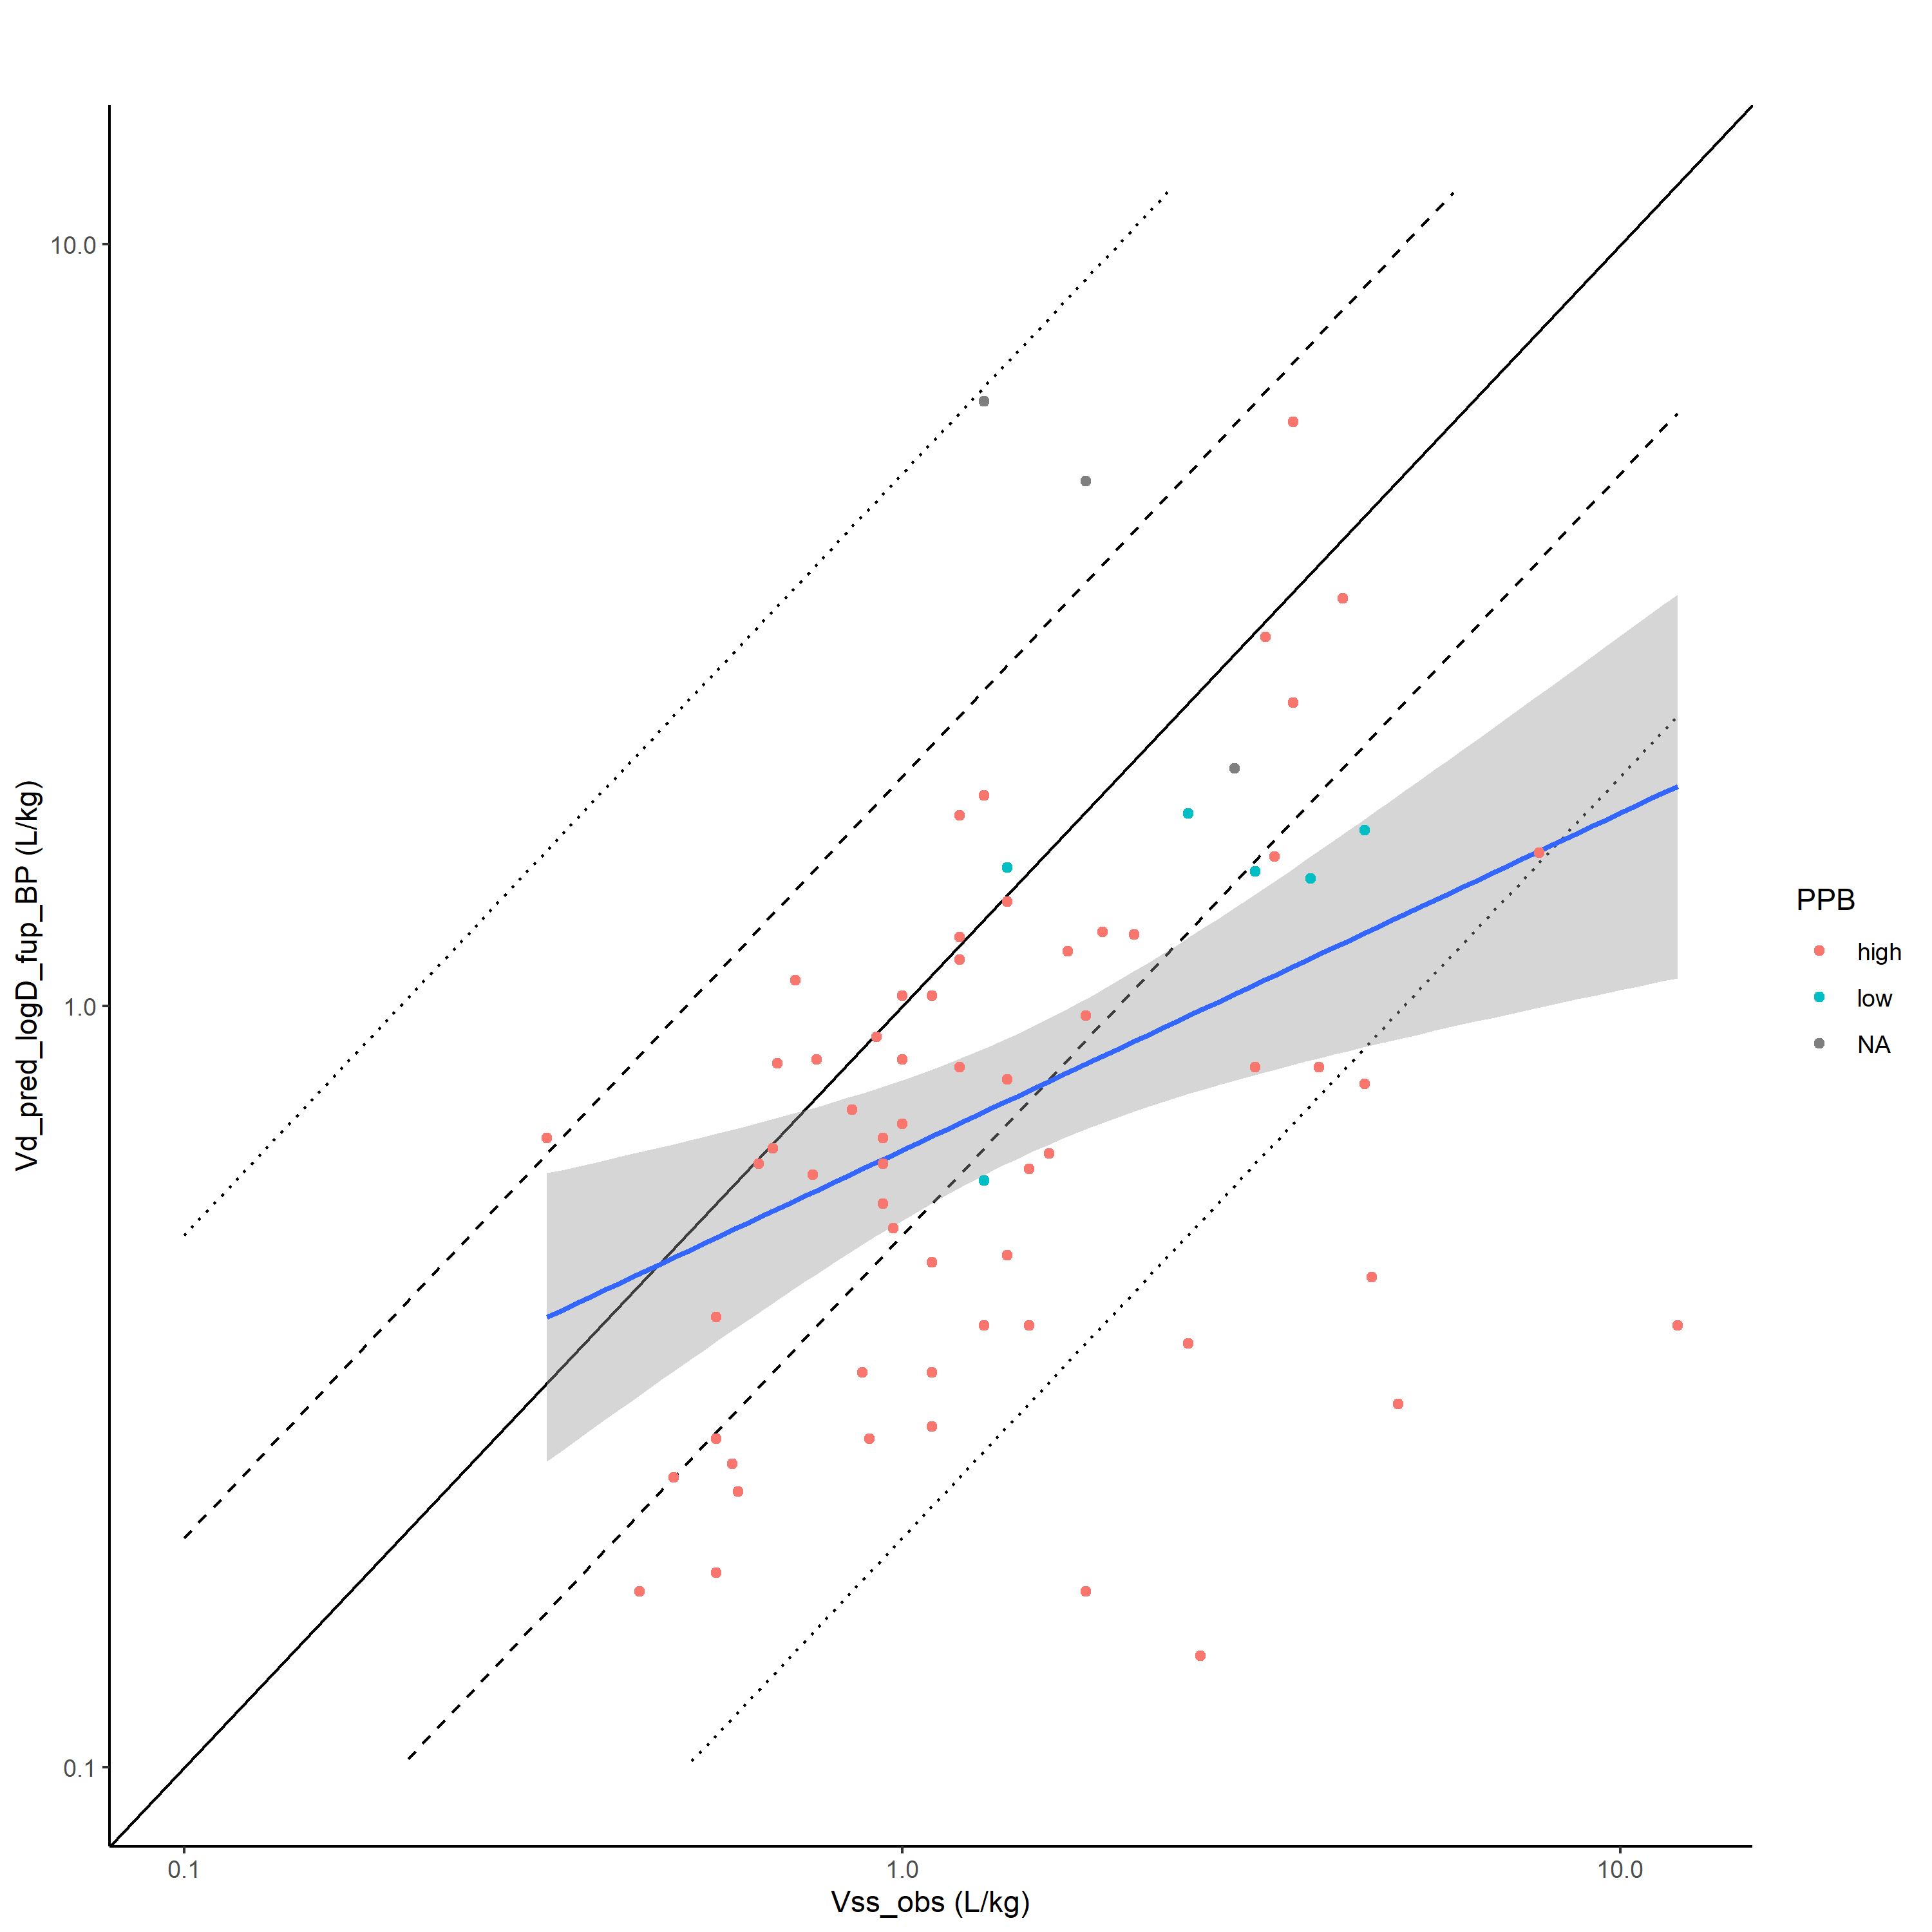 10.0
1.0
0.1
Vd_pred_logD_fup_BP (L/kg)
0.1
1.0
10.0
Vss_obs (L/kg)
PPB
high
low
NA